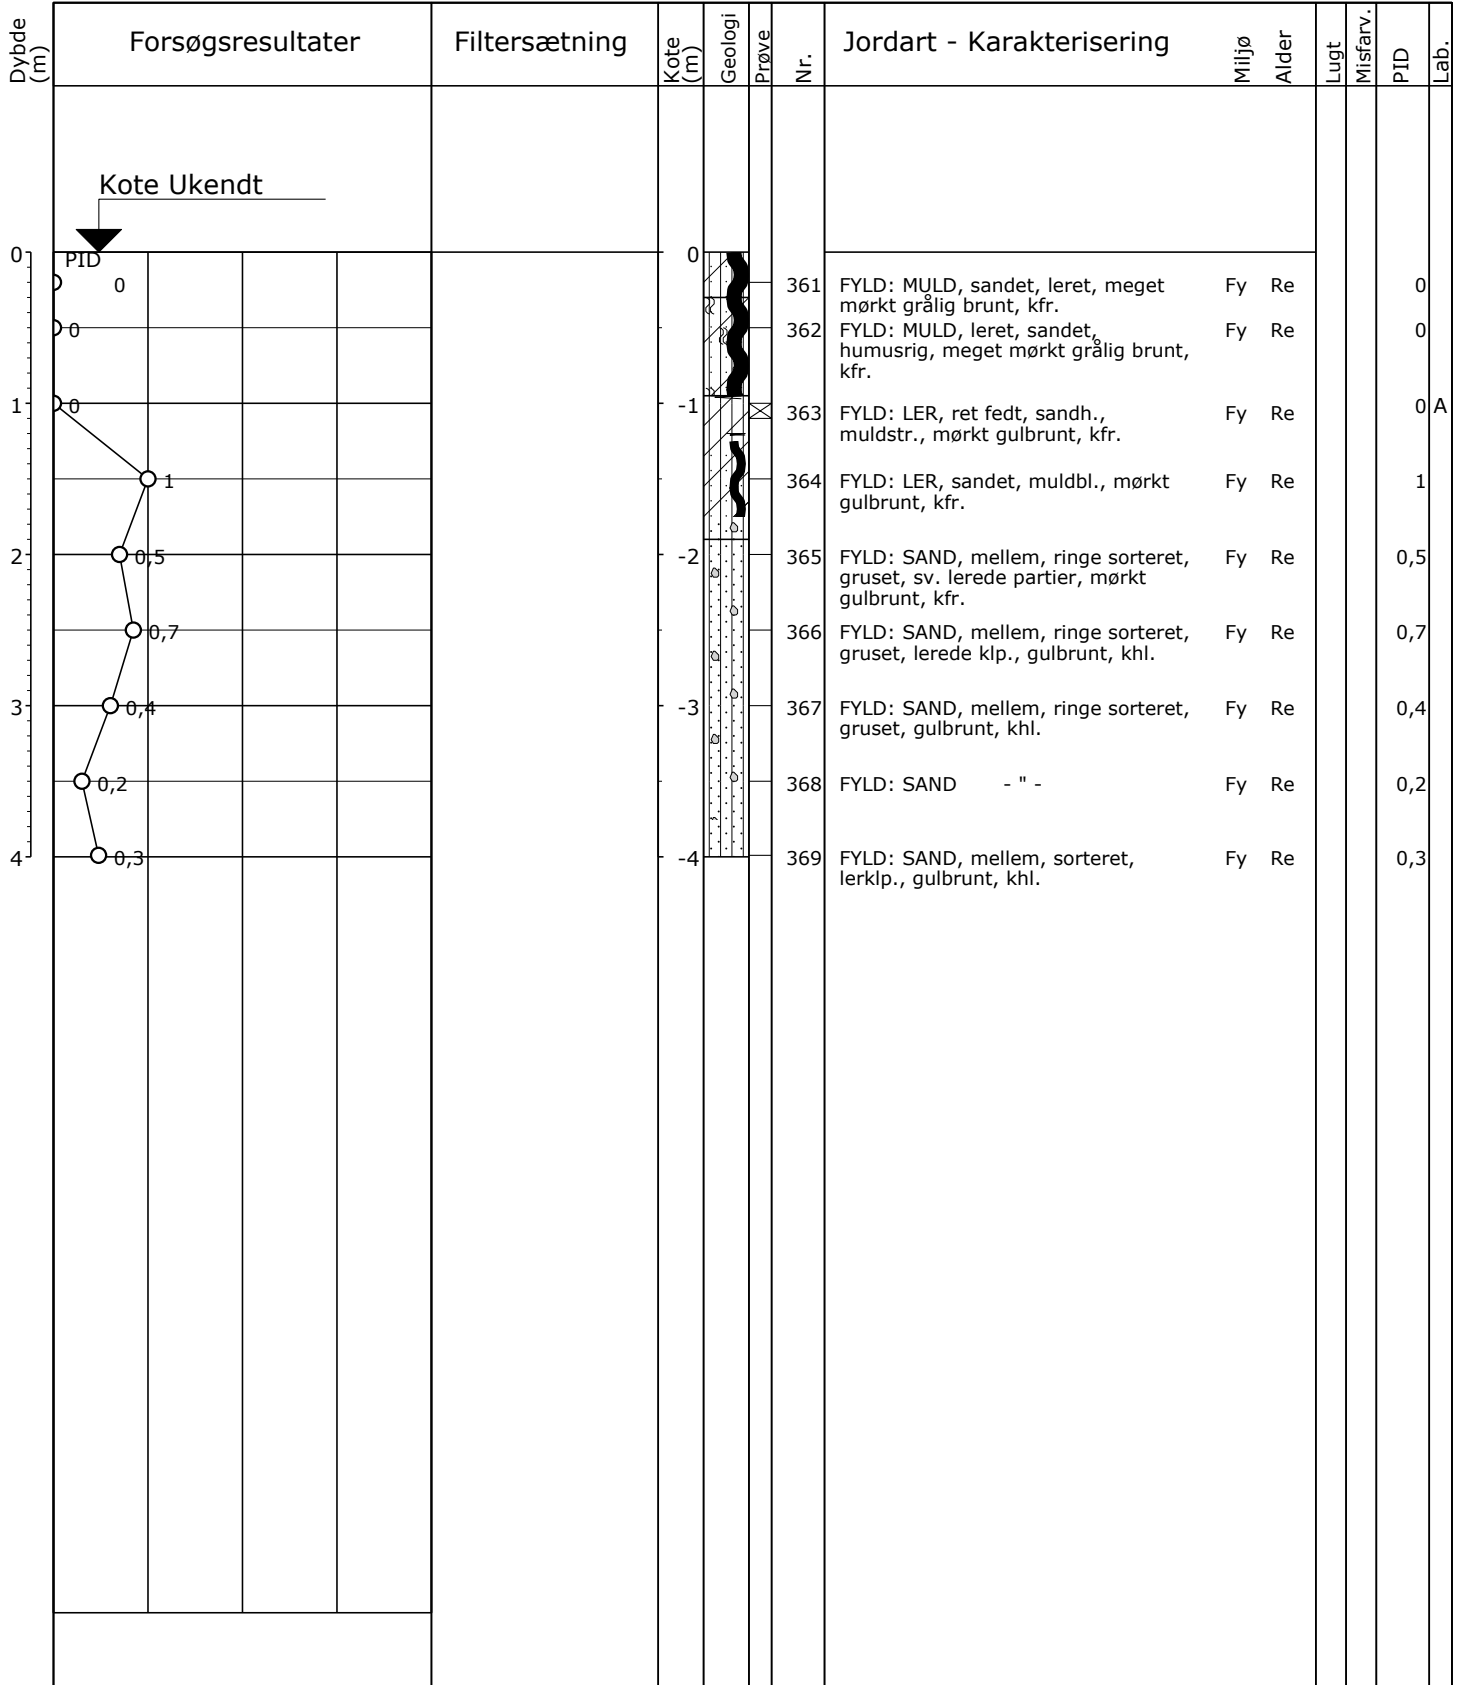 Dybde (m)
Forsøgsresultater
Filtersætning
Kote (m)
Geologi
Prøve
Nr.
Jordart - Karakterisering
Miljø
Alder
Lugt
Misfarv.
PID
Lab.
Kote Ukendt
0
PID
0
0
0
1
0,5
0,7
0,4
0,2
0,3
1
2
3
4
0
-1
-2
-3
-4
361 FYLD: MULD, sandet, leret, meget Fy Re 0
mørkt grålig brunt, kfr.
362 FYLD: MULD, leret, sandet, Fy Re 0
humusrig, meget mørkt grålig brunt,
kfr.
363 FYLD: LER, ret fedt, sandh., Fy Re 0 A
muldstr., mørkt gulbrunt, kfr.
364 FYLD: LER, sandet, muldbl., mørkt Fy Re 1
gulbrunt, kfr.
365 FYLD: SAND, mellem, ringe sorteret, Fy Re 0,5
gruset, sv. lerede partier, mørkt
gulbrunt, kfr.
366 FYLD: SAND, mellem, ringe sorteret, Fy Re 0,7
gruset, lerede klp., gulbrunt, khl.
367 FYLD: SAND, mellem, ringe sorteret, Fy Re 0,4
gruset, gulbrunt, khl.
368 FYLD: SAND - " - Fy Re 0,2
369 FYLD: SAND, mellem, sorteret, Fy Re 0,3
lerklp., gulbrunt, khl.